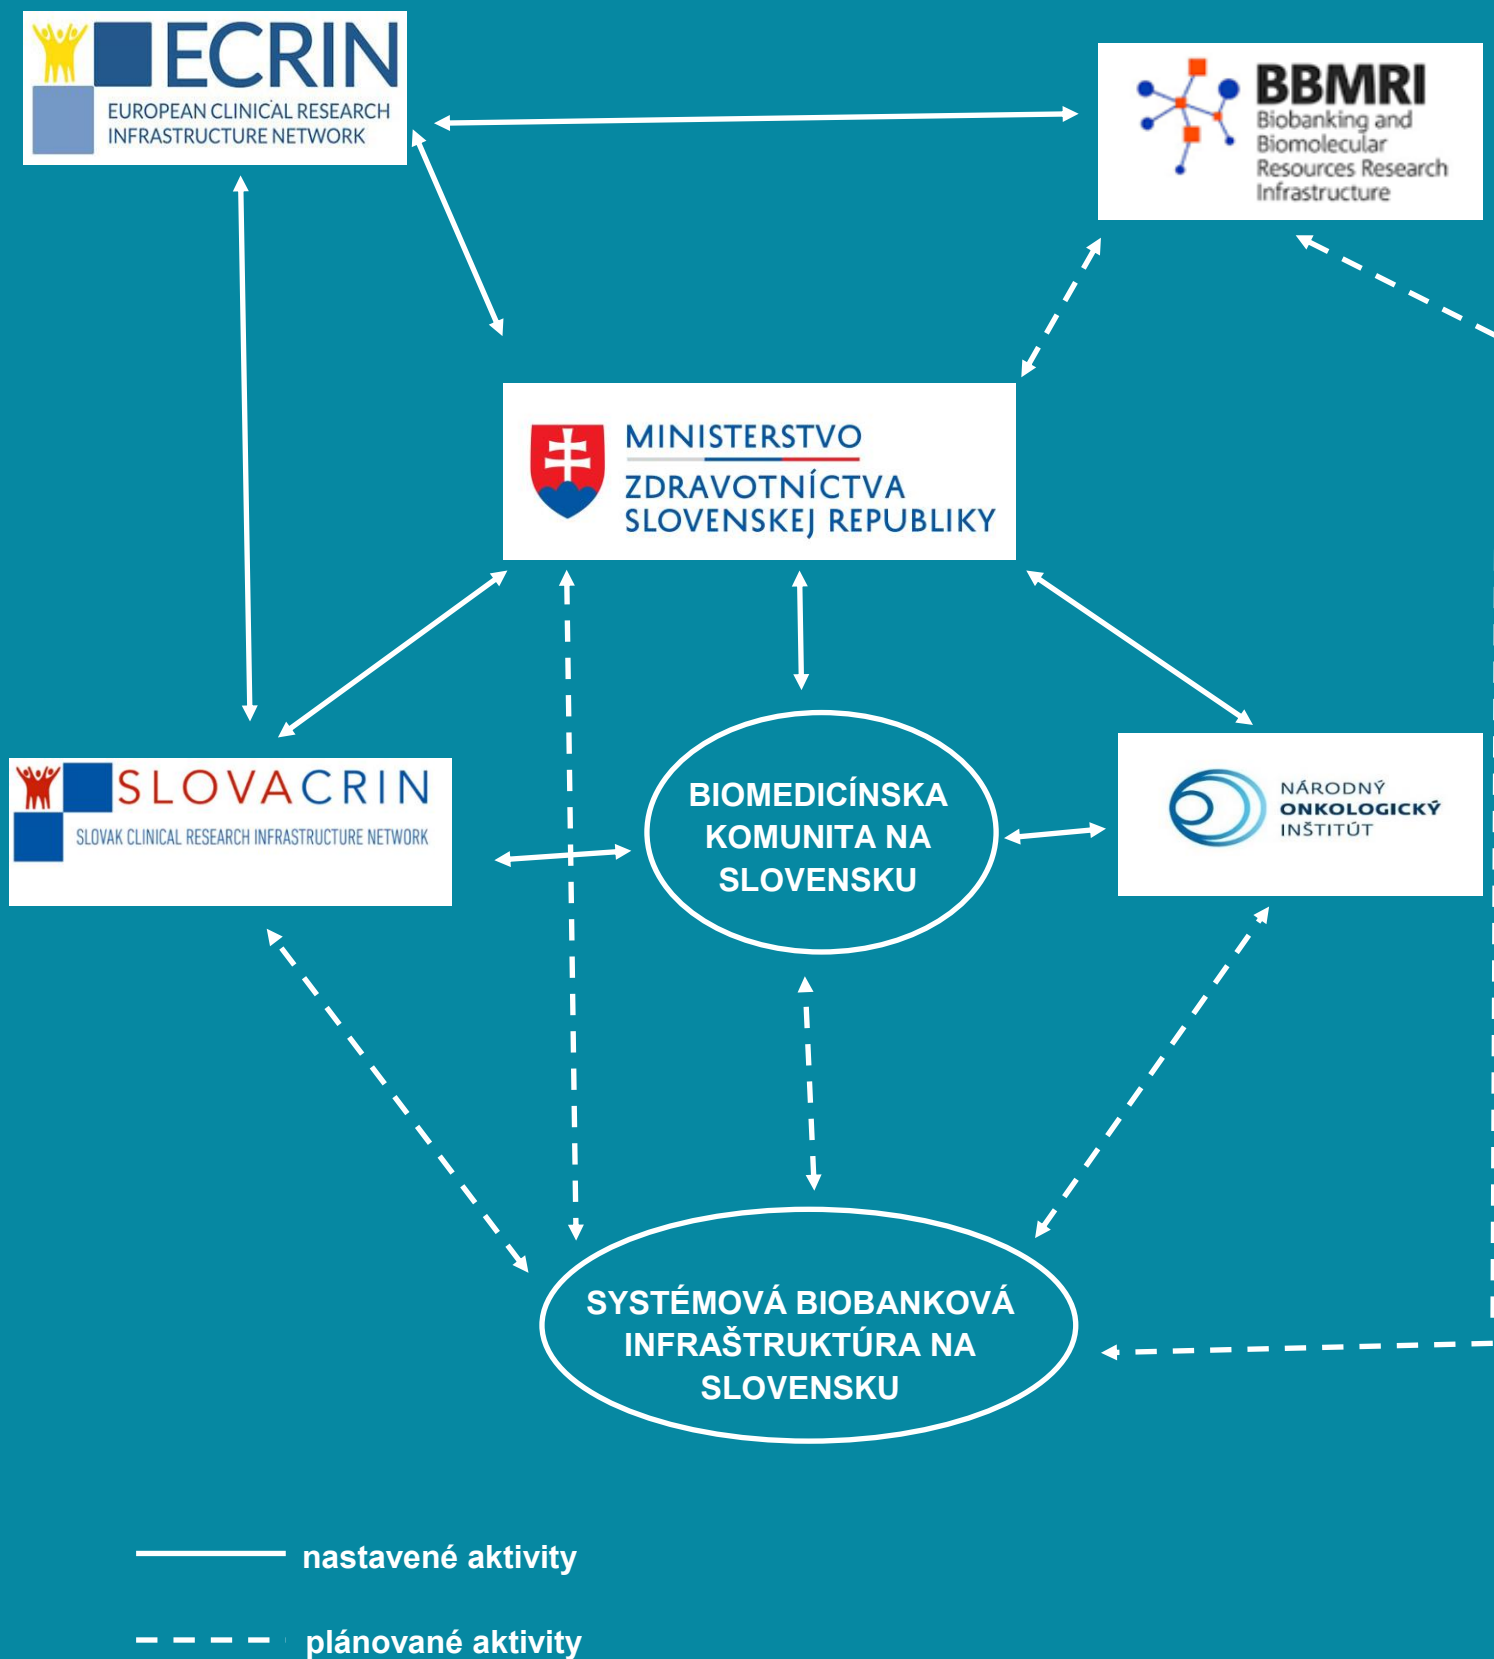 ECRIN
EUROPEAN CLINICAL RESEARCH
INFRASTRUCTURE NETWORK
BBMRI
Biobanking and
Biomolecular
Resources Research
Infrastructure
MINISTERSTVO
ZDRAVOTNÍCTVA
SLOVENSKEJ REPUBLIKY
SLOVACRIN
SLOVAK CLINICAL RESEARCH INFRASTRUCTURE NETWORK
BIOMEDICÍNSKA
KOMUNITA NA
SLOVENSKU
NÁRODNÝ
ONKOLOGICKÝ
INŠTITÚT
SYSTÉMOVÁ BIOBANKOVÁ
INFRAŠTRUKTÚRA NA
SLOVENSKU
nastavené aktivity
plánované aktivity